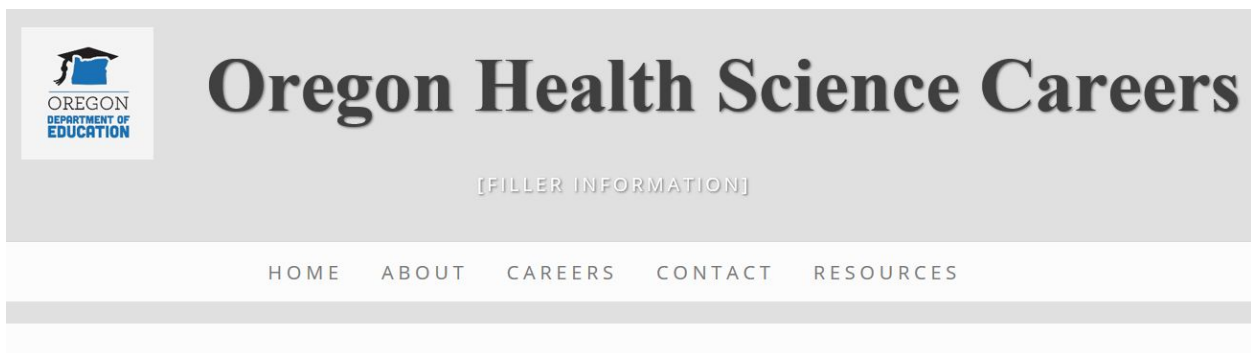 OREGON
DEPARTMENT OF
EDUCATION
Oregon Health Science Careers
[FILLER INFORMATION]
HOME ABOUT CAREERS CONTACT RESOURCES